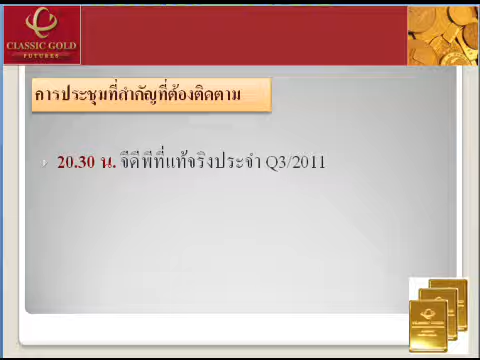 CLASSIC GOLD
FUTURES
การประชุมที่สำคัญที่ต้องติดตาม
20.30 น. จีดีพีที่แท้จริงประจำ Q3/2011
CLASSIC GOLD